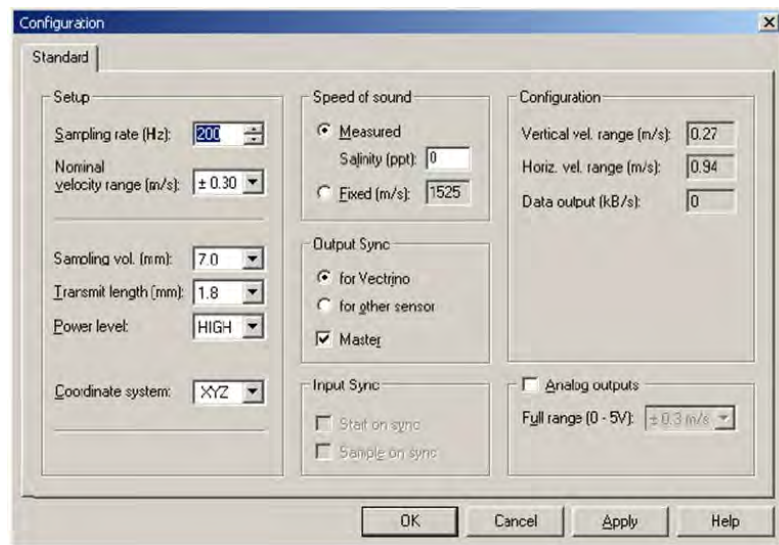 Configuration
Standard
Setup
Sampling rate (Hz): 200
Nominal
velocity range (m/s): ± 0.30
Sampling vol. (mm): 7.0
Transmit length (mm): 1.8
Power level: HIGH
Coordinate system: XYZ
Speed of sound
Measured
Salinity (ppt): 0
Fixed (m/s): 1525
Output Sync
for Vectrino
for other sensor
Master
Input Sync
Start on sync
Sample on sync
Configuration
Vertical vel. range (m/s): 0.27
Horiz. vel. range (m/s): 0.94
Data output (kB/s): 0
Analog outputs
Full range (0 - 5V): ± 0.3 m/s
OK
Cancel
Apply
Help